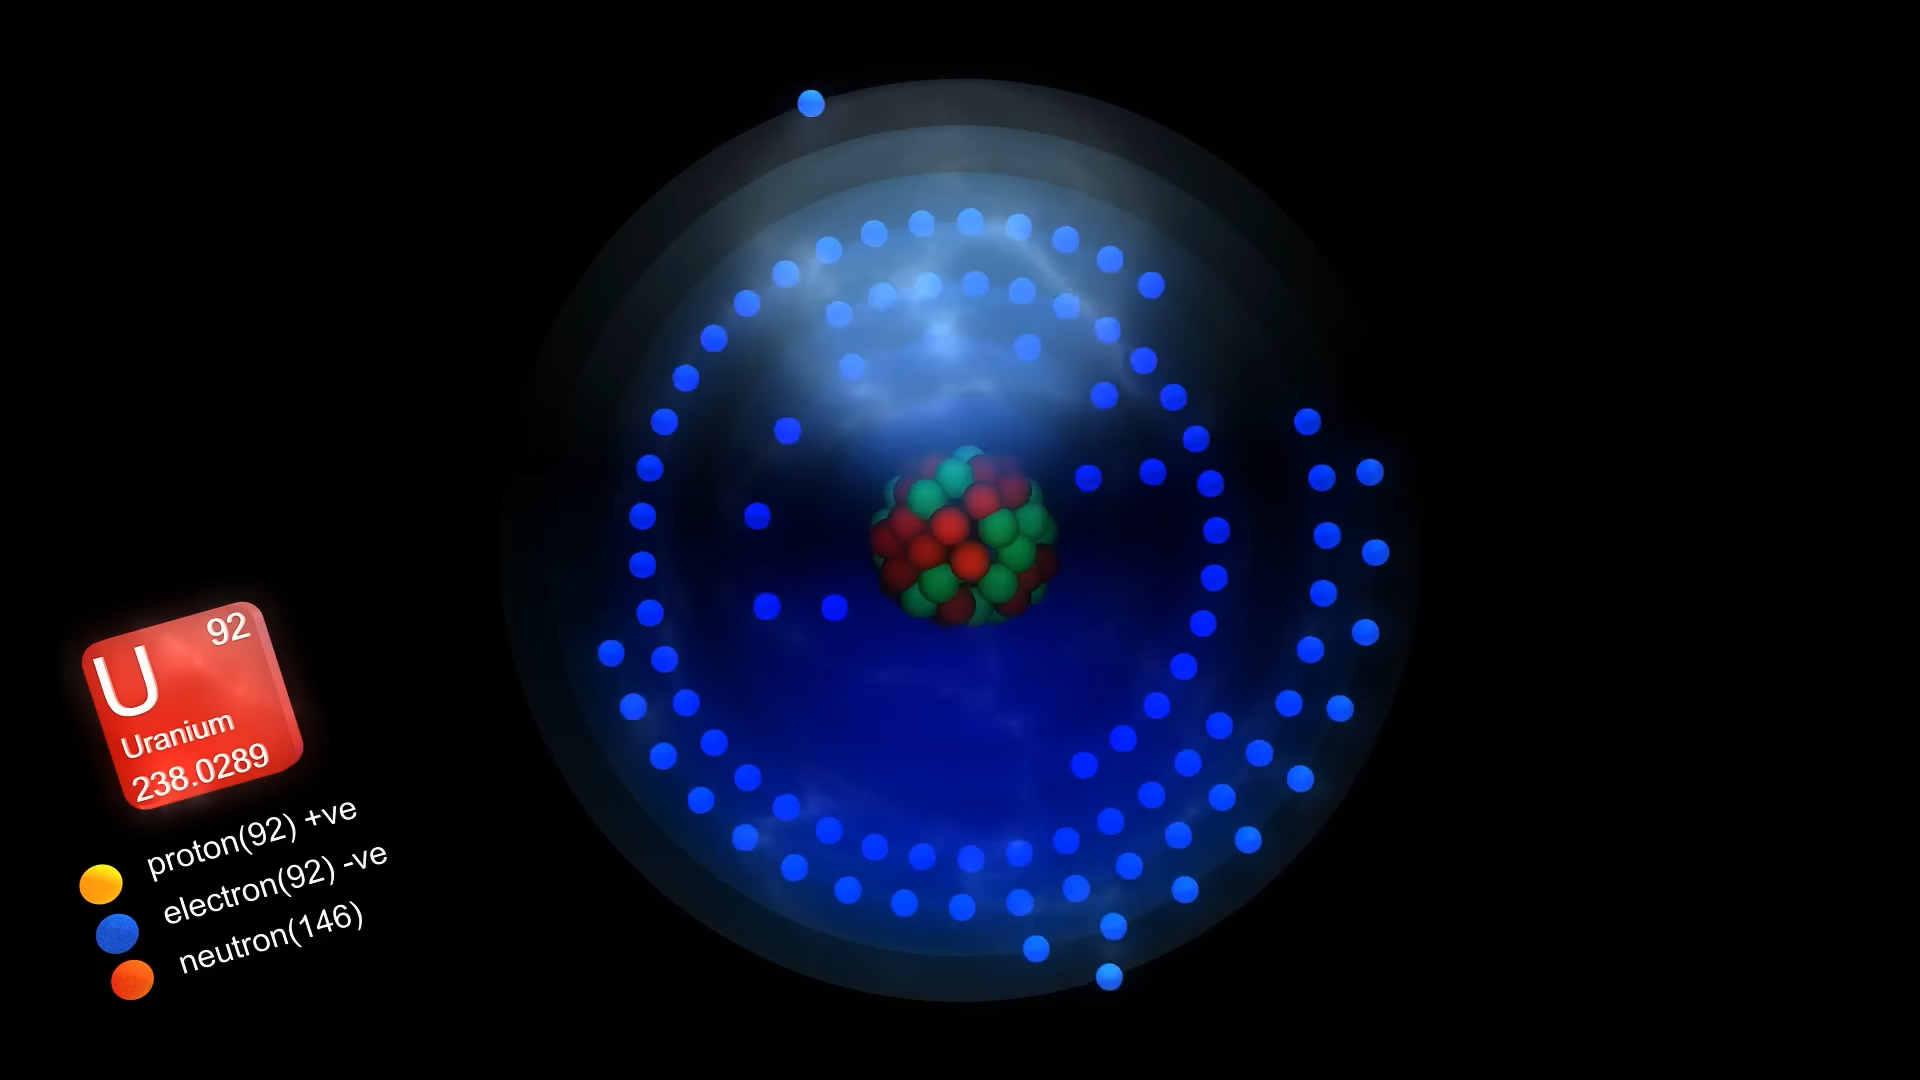 92
U
Uranium
238.0289
proton(92) +ve
electron(92) -ve
neutron(146)